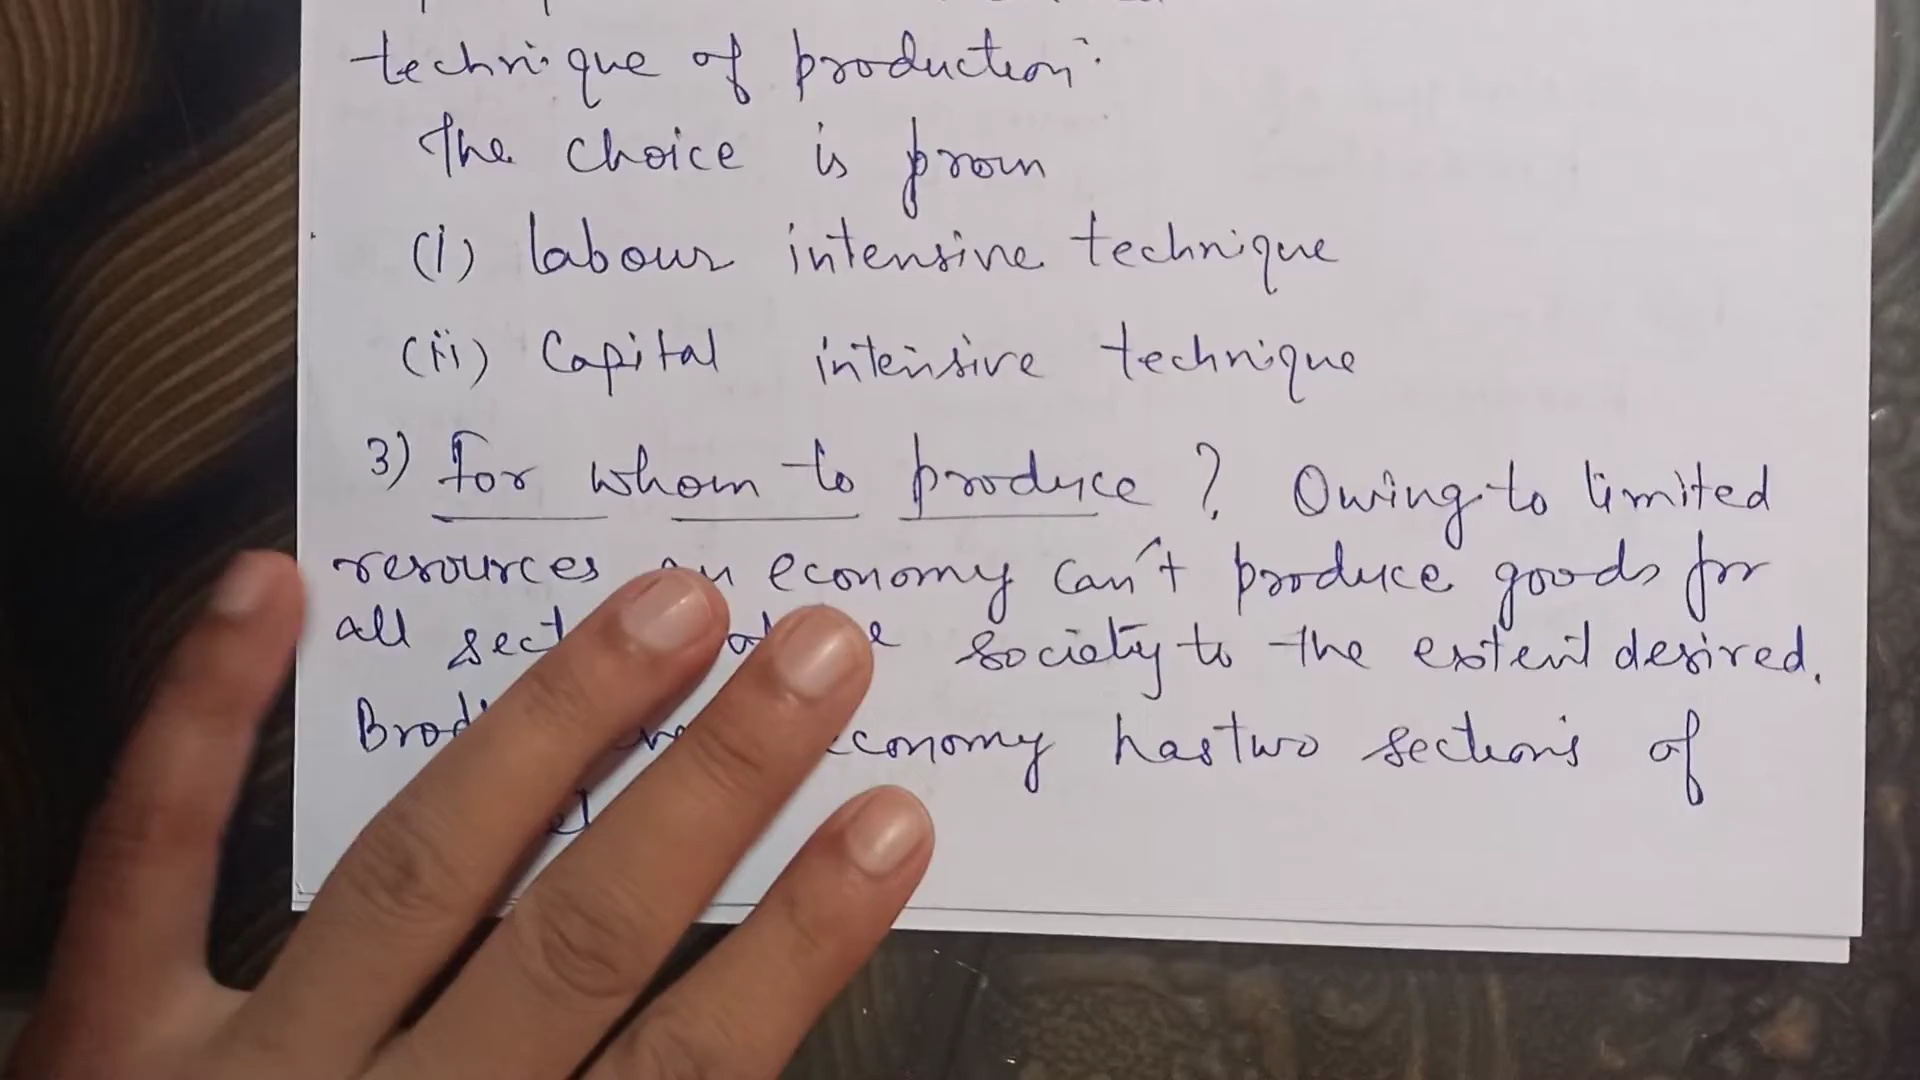 technique of production.
The choice is from
(i) labour intensive technique
(ii) Capital intensive technique
3) For whom to produce? Owing to limited
resources an economy can't produce goods for
all society to the extent desired.
economy has two sections of